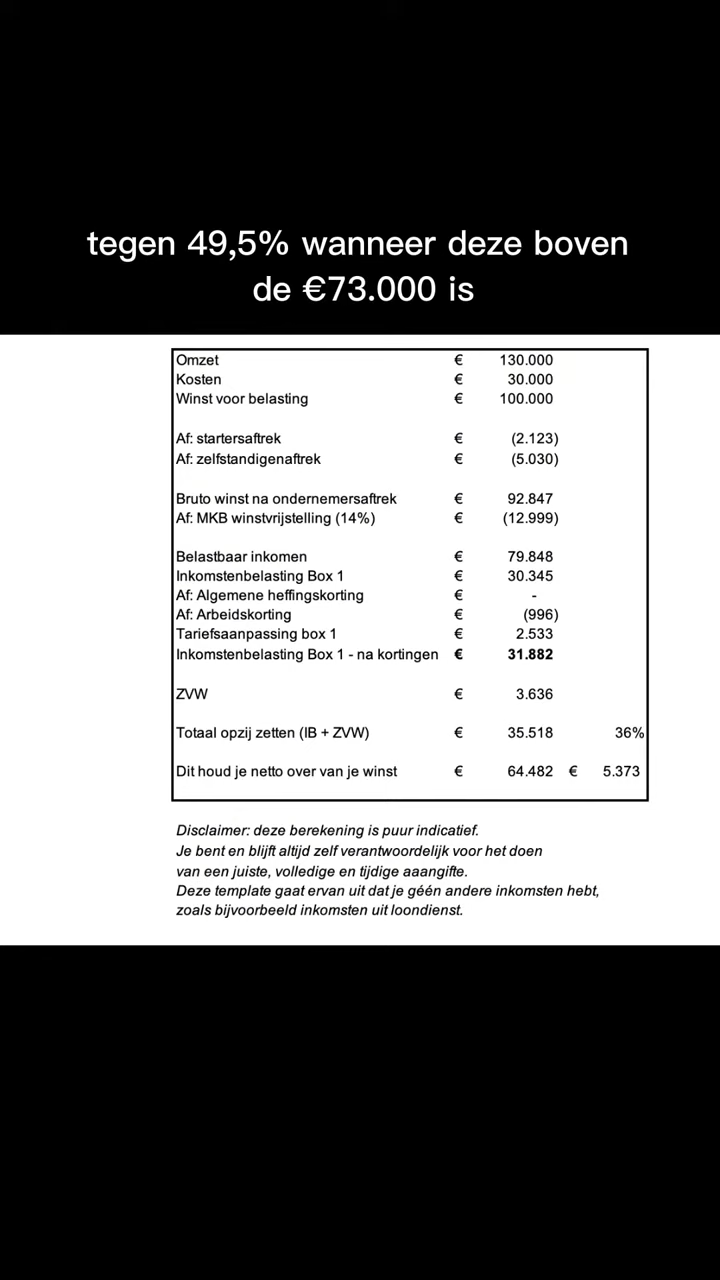 tegen 49,5% wanneer deze boven
de €73.000 is
Omzet € 130.000
Kosten € 30.000
Winst voor belasting € 100.000
Af: startersaftrek € (2.123)
Af: zelfstandigenaftrek € (5.030)
Bruto winst na ondernemersaftrek € 92.847
Af: MKB winstvrijstelling (14%) € (12.999)
Belastbaar inkomen € 79.848
Inkomstenbelasting Box 1 € 30.345
Af: Algemene heffingskorting € -
Af: Arbeidskorting € (996)
Tariefsaanpassing box 1 € 2.533
Inkomstenbelasting Box 1 - na kortingen € 31.882
ZVW € 3.636
Totaal opzij zetten (IB + ZVW) € 35.518 36%
Dit houd je netto over van je winst € 64.482 € 5.373
Disclaimer: deze berekening is puur indicatief.
Je bent en blijft altijd zelf verantwoordelijk voor het doen
van een juiste, volledige en tijdige aaangifte.
Deze template gaat ervan uit dat je géén andere inkomsten hebt,
zoals bijvoorbeeld inkomsten uit loondienst.